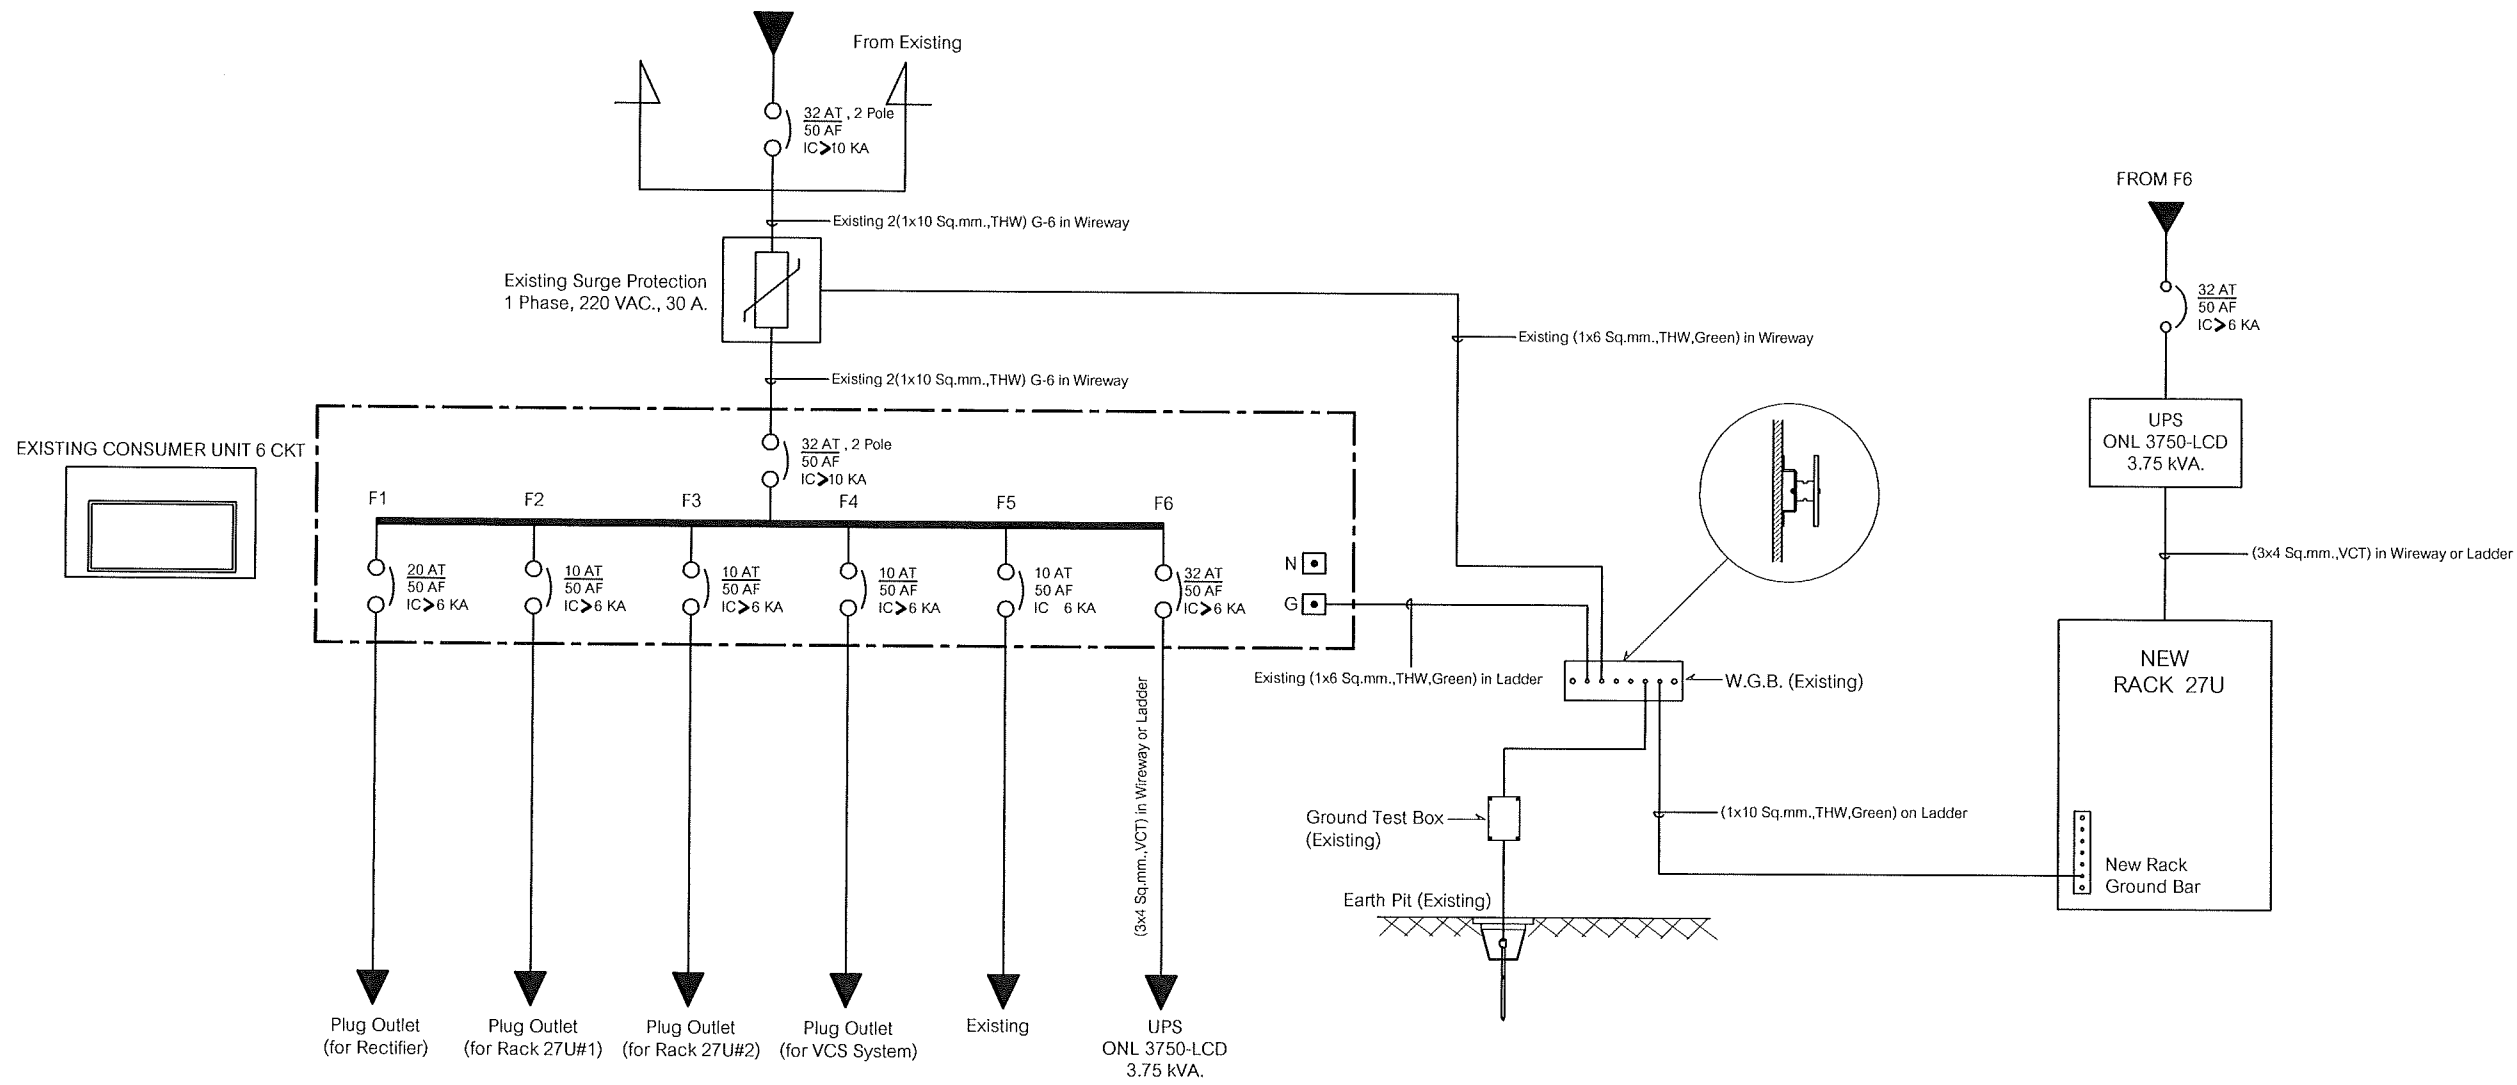 From Existing
32 AT , 2 Pole
50 AF
IC>10 KA
Existing 2(1x10 Sq.mm.,THW) G-6 in Wireway
Existing Surge Protection
1 Phase, 220 VAC., 30 A.
Existing 2(1x10 Sq.mm.,THW) G-6 in Wireway
Existing (1x6 Sq.mm.,THW,Green) in Wireway
EXISTING CONSUMER UNIT 6 CKT
32 AT , 2 Pole
50 AF
IC>10 KA
F1
F2
F3
F4
F5
F6
20 AT
50 AF
IC>6 KA
10 AT
50 AF
IC>6 KA
10 AT
50 AF
IC>6 KA
10 AT
50 AF
IC>6 KA
10 AT
50 AF
IC 6 KA
32 AT
50 AF
IC>6 KA
N
G
Existing (1x6 Sq.mm.,THW,Green) in Ladder
(3x4 Sq.mm.,VCT) in Wireway or Ladder
Plug Outlet
(for Rectifier)
Plug Outlet
(for Rack 27U#1)
Plug Outlet
(for Rack 27U#2)
Plug Outlet
(for VCS System)
Existing
UPS
ONL 3750-LCD
3.75 kVA.
W.G.B. (Existing)
Ground Test Box
(Existing)
(1x10 Sq.mm.,THW,Green) on Ladder
Earth Pit (Existing)
FROM F6
32 AT
50 AF
IC>6 KA
UPS
ONL 3750-LCD
3.75 kVA.
(3x4 Sq.mm.,VCT) in Wireway or Ladder
NEW
RACK 27U
New Rack
Ground Bar